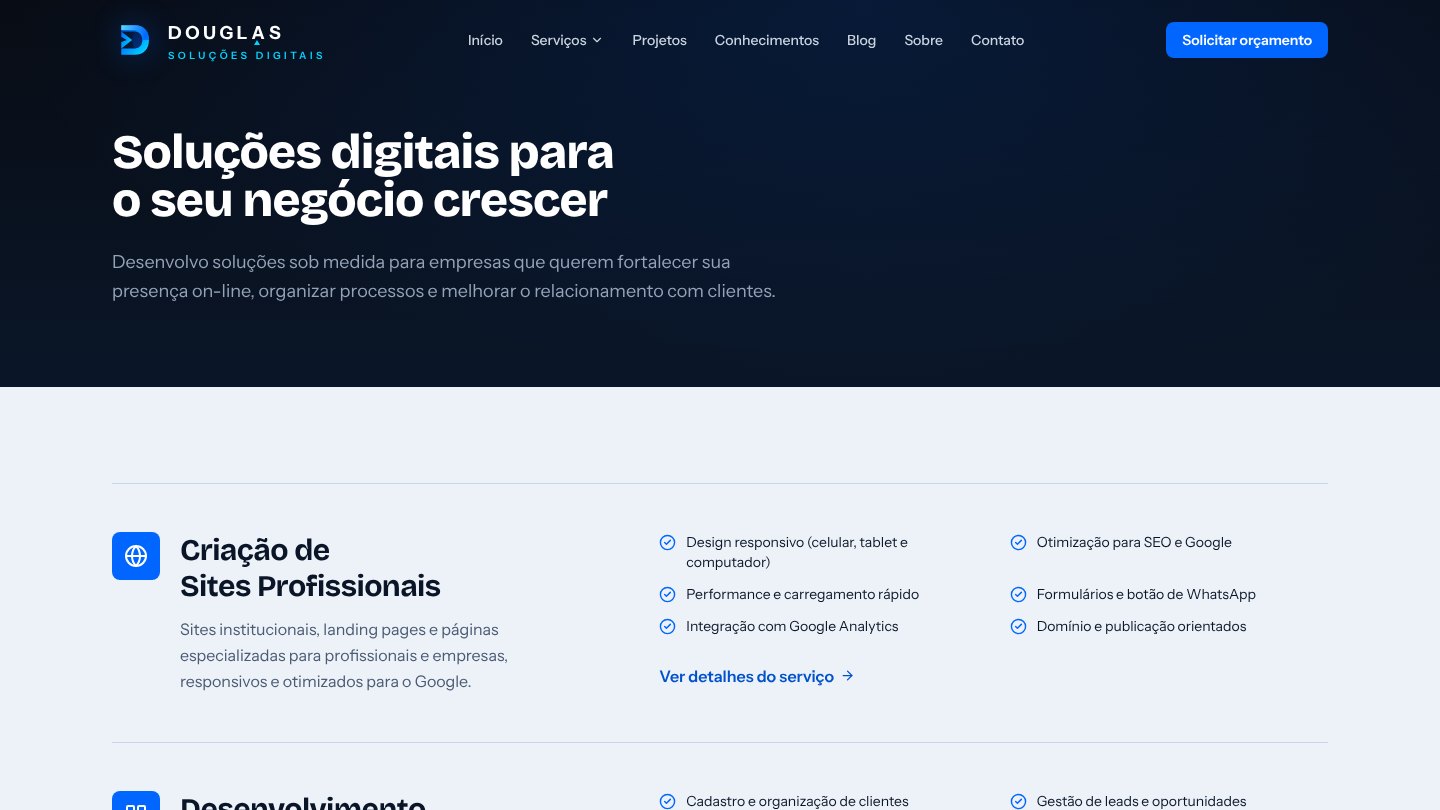 DOUGLAS
SOLUÇÕES DIGITAIS
Início
Serviços
Projetos
Conhecimentos
Blog
Sobre
Contato
Solicitar orçamento
Soluções digitais para
o seu negócio crescer
Desenvolvo soluções sob medida para empresas que querem fortalecer sua
presença on-line, organizar processos e melhorar o relacionamento com clientes.
Criação de
Sites Profissionais
Sites institucionais, landing pages e páginas
especializadas para profissionais e empresas,
responsivos e otimizados para o Google.
Design responsivo (celular, tablet e
computador)
Otimização para SEO e Google
Performance e carregamento rápido
Formulários e botão de WhatsApp
Integração com Google Analytics
Domínio e publicação orientados
Ver detalhes do serviço
Desenvolvimento
Cadastro e organização de clientes
Gestão de leads e oportunidades